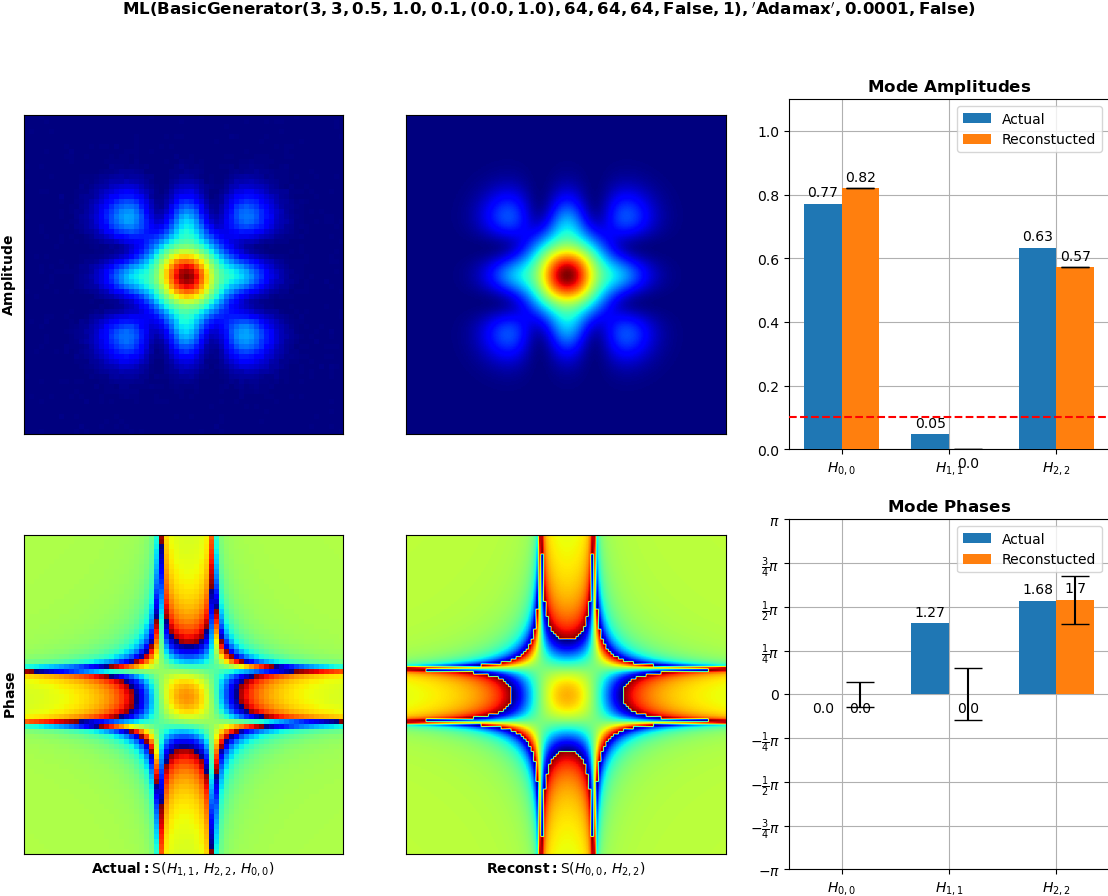 ML(BasicGenerator(3, 3, 0.5, 1.0, 0.1, (0.0, 1.0), 64, 64, 64, False, 1), ′Adamax′, 0.0001, False)
Mode Amplitudes
Actual
Reconstucted
1.0
0.8
0.6
0.4
0.2
0.0
0.77
0.82
0.05
0.0
0.63
0.57
H0,0
H1,1
H2,2
Amplitude
Mode Phases
Actual
Reconstucted
π
3/4π
1/2π
1/4π
0
−1/4π
−1/2π
−3/4π
−π
0.0
0.0
1.27
0.0
1.68
1.7
H0,0
H1,1
H2,2
Phase
Actual: S(H1,1, H2,2, H0,0)
Reconst: S(H0,0, H2,2)